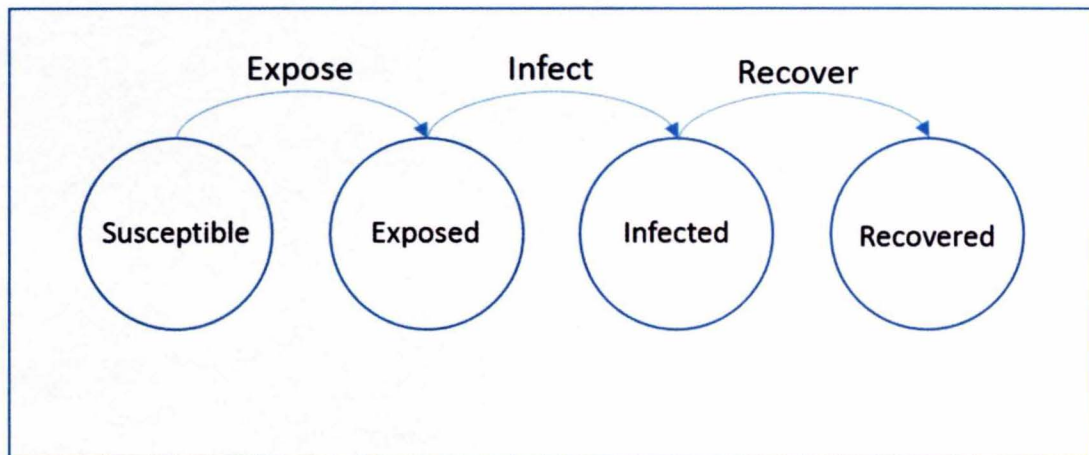 Expose
Infect
Recover
Susceptible
Exposed
Infected
Recovered